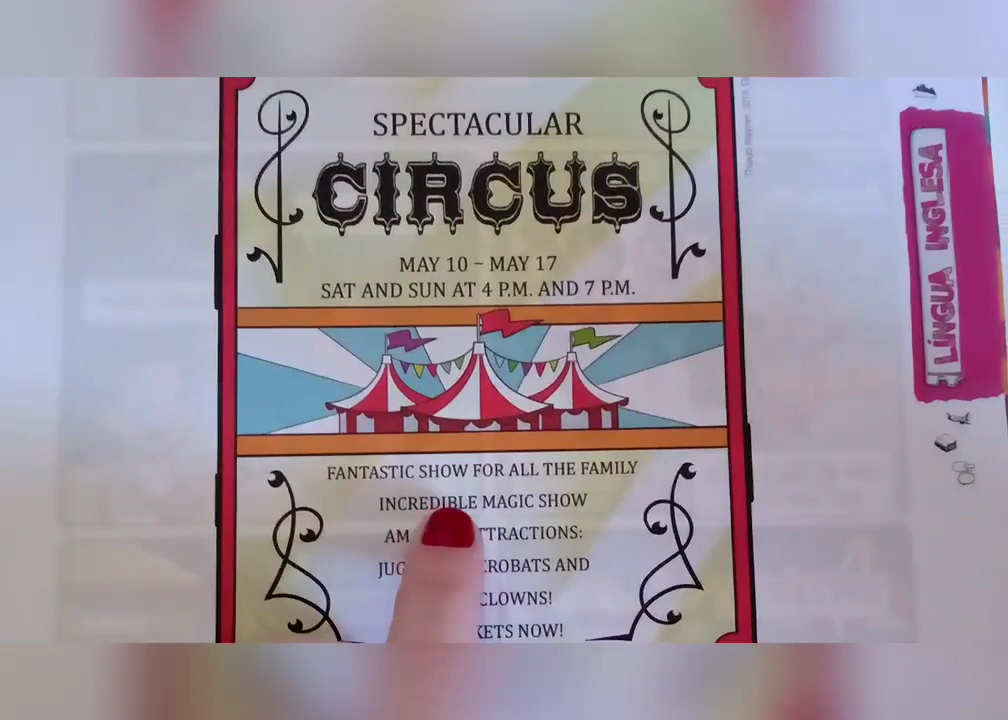 SPECTACULAR
CIRCUS
MAY 10 – MAY 17
SAT AND SUN AT 4 P.M. AND 7 P.M.
FANTASTIC SHOW FOR ALL THE FAMILY
INCREDIBLE MAGIC SHOW
AM TTRACTIONS:
JUG CROBATS AND
CLOWNS!
KETS NOW!
LÍNGUA INGLESA